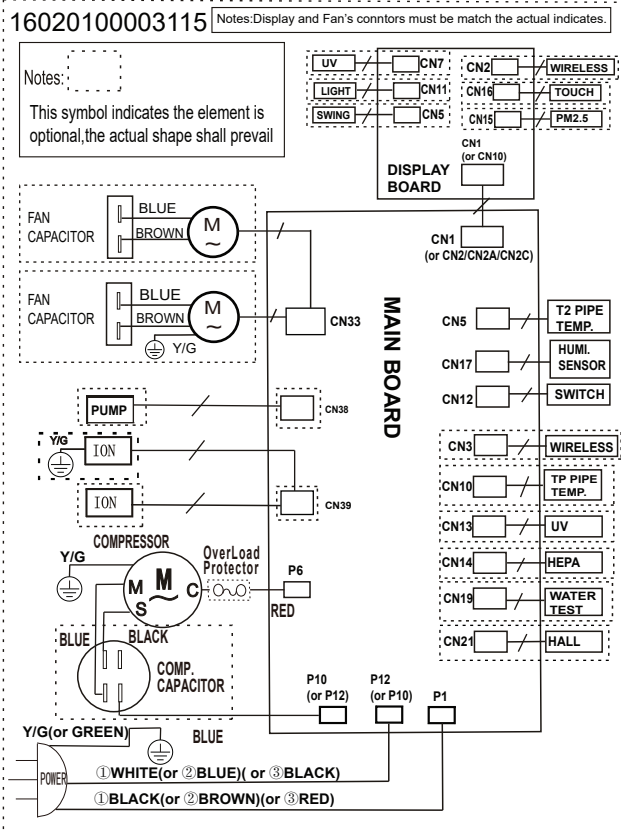 16020100003115
Notes:Display and Fan's conntors must be match the actual indicates.
Notes:
This symbol indicates the element is
optional,the actual shape shall prevail
UV
CN7
LIGHT
CN11
SWING
CN5
CN2
WIRELESS
CN16
TOUCH
CN15
PM2.5
CN1
(or CN10)
DISPLAY
BOARD
CN1
(or CN2/CN2A/CN2C)
FAN
CAPACITOR
BLUE
BROWN
M
~
FAN
CAPACITOR
BLUE
BROWN
Y/G
M
~
CN33
MAIN BOARD
CN5
T2 PIPE
TEMP.
CN17
HUMI.
SENSOR
CN12
SWITCH
PUMP
CN38
Y/G
ION
ION
CN39
CN3
WIRELESS
CN10
TP PIPE
TEMP.
CN13
UV
CN14
HEPA
CN19
WATER
TEST
CN21
HALL
COMPRESSOR
Y/G
M
M
~
C
S
OverLoad
Protector
P6
RED
BLUE
BLACK
COMP.
CAPACITOR
BLUE
P10
(or P12)
P12
(or P10)
P1
Y/G(or GREEN)
POWER
①WHITE(or ②BLUE)( or ③BLACK)
①BLACK(or ②BROWN)(or ③RED)